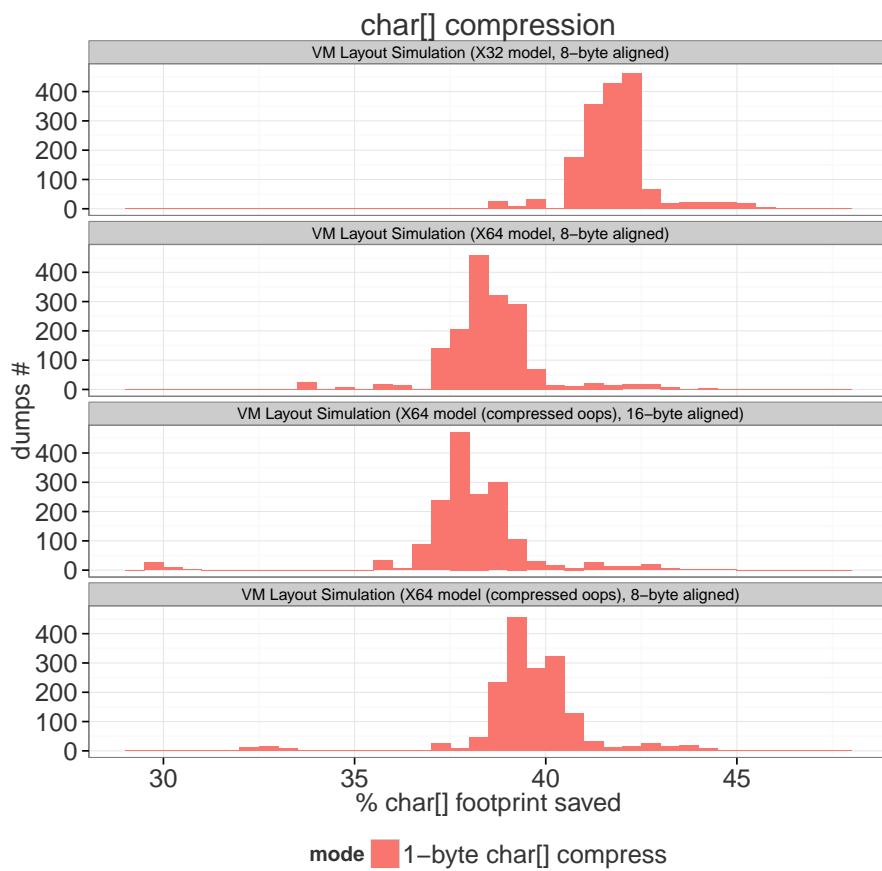 char[] compression
VM Layout Simulation (X32 model, 8−byte aligned)
400
300
200
100
0
VM Layout Simulation (X64 model, 8−byte aligned)
400
300
200
100
0
VM Layout Simulation (X64 model (compressed oops), 16−byte aligned)
400
300
200
100
0
VM Layout Simulation (X64 model (compressed oops), 8−byte aligned)
400
300
200
100
0
dumps #
30 35 40 45
% char[] footprint saved
mode 1−byte char[] compress